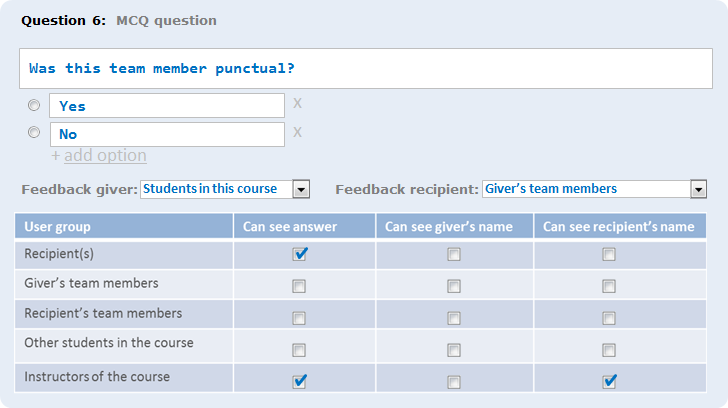 Question 6: MCQ question
Was this team member punctual?
Yes X
No X
+ add option
Feedback giver: Students in this course Feedback recipient: Giver's team members
User group Can see answer Can see giver's name Can see recipient's name
Recipient(s)
Giver's team members
Recipient's team members
Other students in the course
Instructors of the course